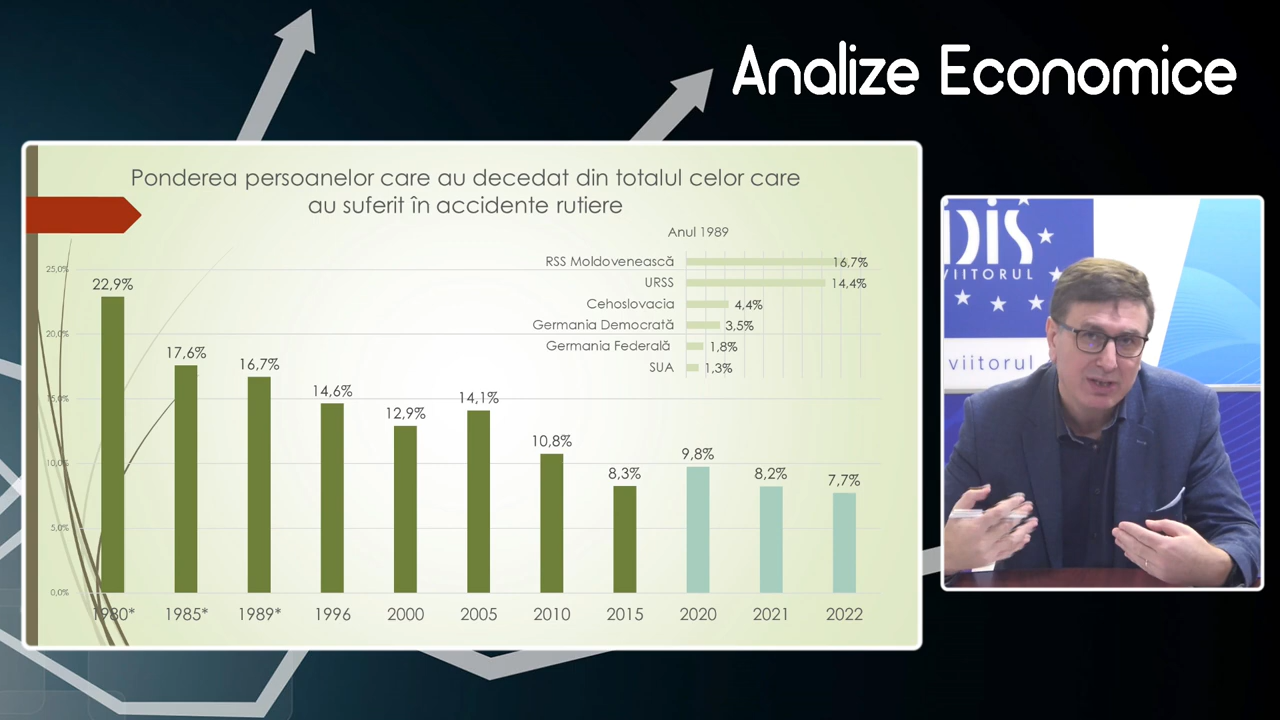 Analize Economice
Ponderea persoanelor care au decedat din totalul celor care
au suferit în accidente rutiere
Anul 1989
RSS Moldovenească 16,7%
URSS 14,4%
Cehoslovacia 4,4%
Germania Democrată 3,5%
Germania Federală 1,8%
SUA 1,3%
25,0%
20,0%
15,0%
10,0%
5,0%
0,0%
22,9%
17,6%
16,7%
14,6%
12,9%
14,1%
10,8%
8,3%
9,8%
8,2%
7,7%
1980* 1985* 1989* 1996 2000 2005 2010 2015 2020 2021 2022
DIS
VIITORUL
viitorul